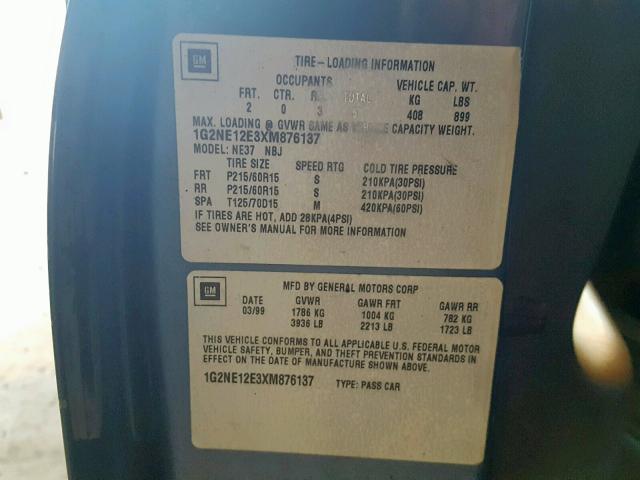 GM
TIRE-LOADING INFORMATION
OCCUPANTS VEHICLE CAP. WT.
FRT. CTR. KG LBS
2 0 3 408 899
MAX. LOADING @ GVWR SAME AS VEHICLE CAPACITY WEIGHT.
1G2NE12E3XM876137
MODEL: NE37 NBJ
TIRE SIZE SPEED RTG COLD TIRE PRESSURE
FRT P215/60R15 S 210KPA(30PSI)
RR P215/60R15 S 210KPA(30PSI)
SPA T125/70D15 M 420KPA(60PSI)
IF TIRES ARE HOT, ADD 28KPA(4PSI)
SEE OWNER'S MANUAL FOR MORE INFORMATION
GM
MFD BY GENERAL MOTORS CORP
DATE GVWR GAWR FRT GAWR RR
03/99 1786 KG 1004 KG 782 KG
3936 LB 2213 LB 1723 LB
THIS VEHICLE CONFORMS TO ALL APPLICABLE U.S. FEDERAL MOTOR
VEHICLE SAFETY, BUMPER, AND THEFT PREVENTION STANDARDS IN
EFFECT ON THE DATE OF MANUFACTURE SHOWN ABOVE.
1G2NE12E3XM876137 TYPE: PASS CAR